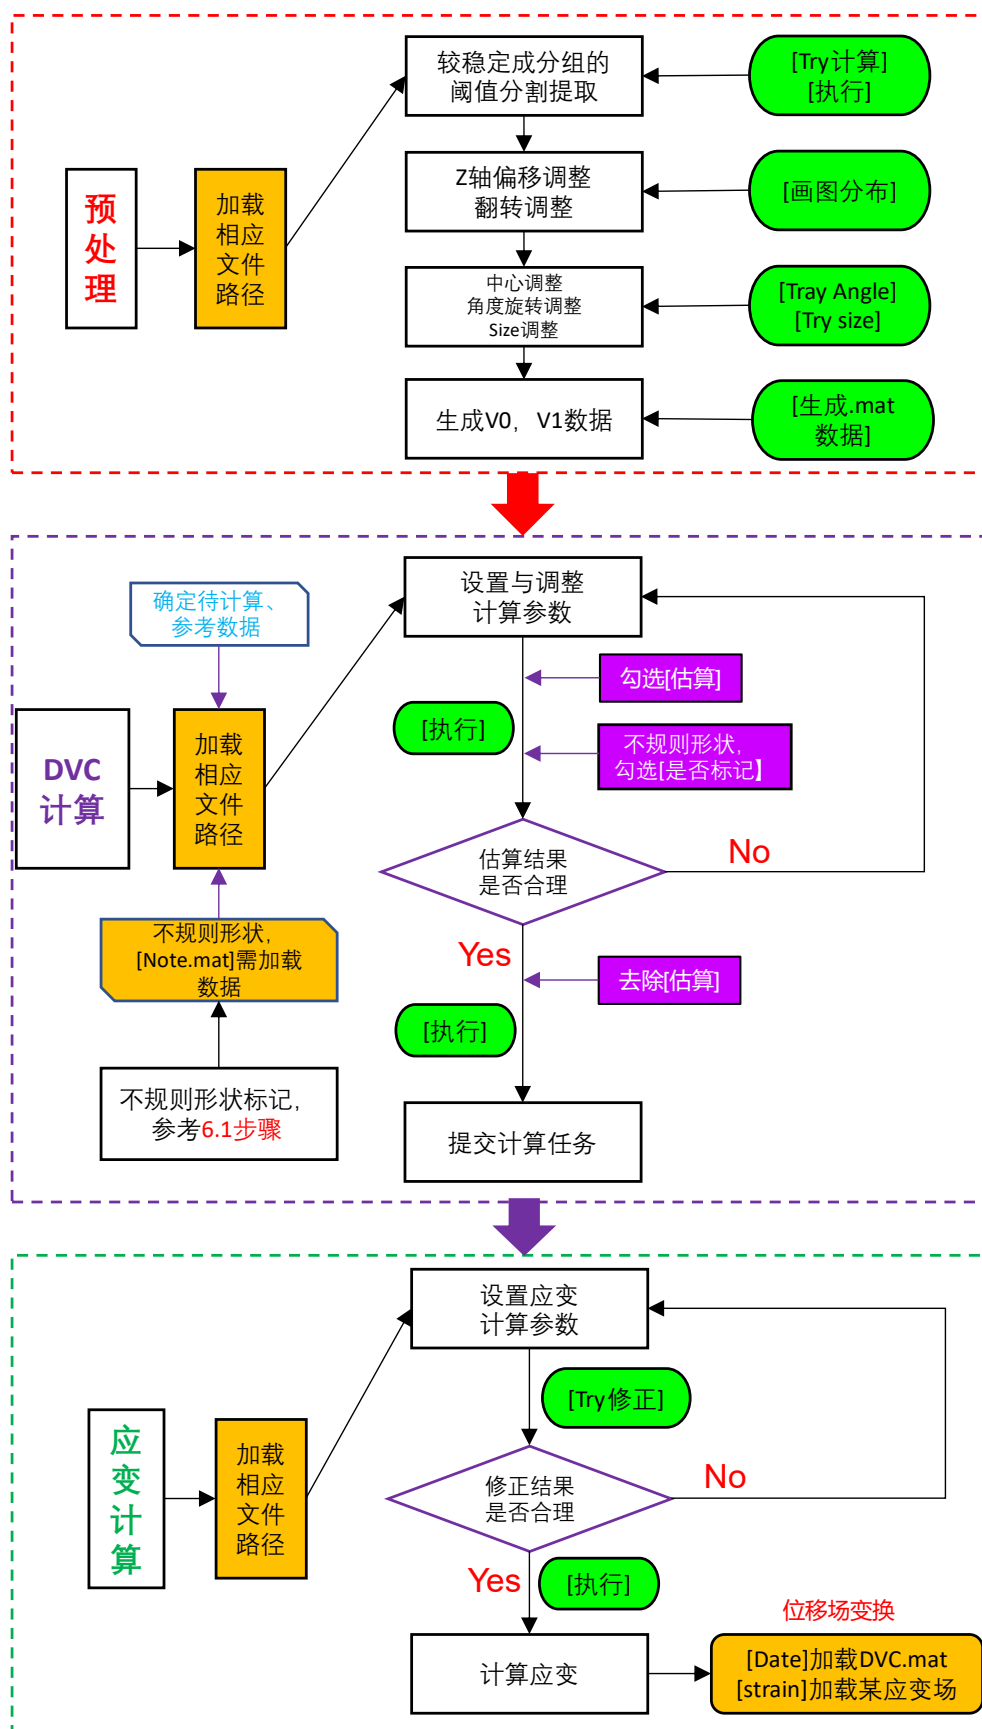 预
处
理
加载
相应
文件
路径
较稳定成分组的
阈值分割提取
[Try计算]
[执行]
Z轴偏移调整
翻转调整
[画图分布]
中心调整
角度旋转调整
Size调整
[Tray Angle]
[Try size]
生成V0，V1数据
[生成.mat
数据]
确定待计算、
参考数据
DVC
计算
加载
相应
文件
路径
不规则形状，
[Note.mat]需加载
数据
不规则形状标记，
参考6.1步骤
设置与调整
计算参数
勾选[估算]
[执行]
不规则形状，
勾选[是否标记】
估算结果
是否合理
No
Yes
去除[估算]
[执行]
提交计算任务
应
变
计
算
加载
相应
文件
路径
设置应变
计算参数
[Try修正]
修正结果
是否合理
No
Yes
[执行]
计算应变
位移场变换
[Date]加载DVC.mat
[strain]加载某应变场